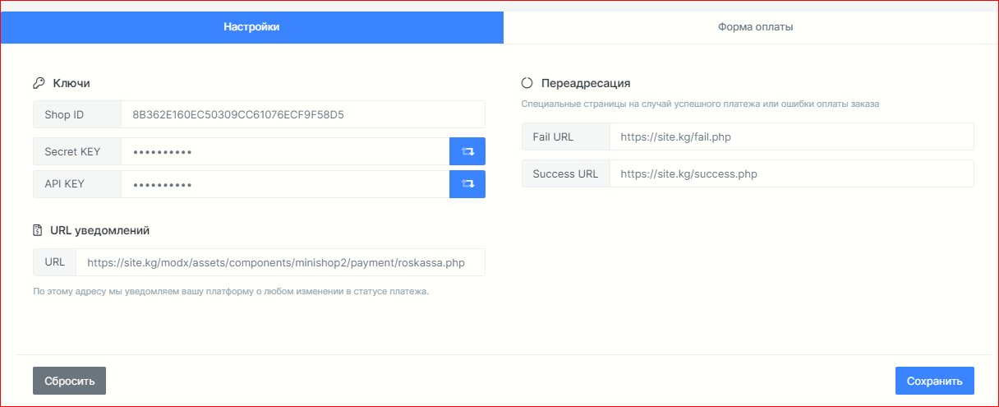 Настройки
Форма оплаты
Ключи
Shop ID 8B362E160EC50309CC61076ECF9F58D5
Secret KEY ••••••••••
API KEY ••••••••••
URL уведомлений
URL https://site.kg/modx/assets/components/minishop2/payment/roskassa.php
По этому адресу мы уведомляем вашу платформу о любом изменении в статусе платежа.
Переадресация
Специальные страницы на случай успешного платежа или ошибки оплаты заказа
Fail URL https://site.kg/fail.php
Success URL https://site.kg/success.php
Сбросить
Сохранить